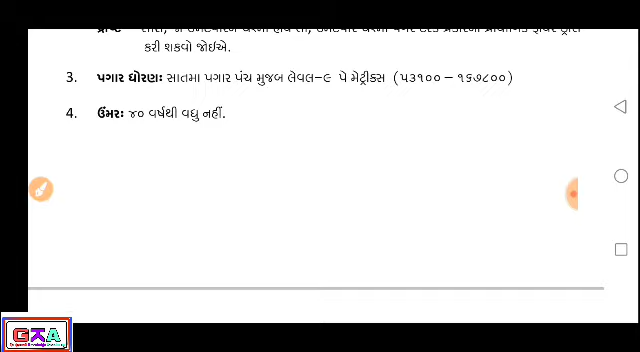 કરી શકવો જોઈએ.
3. પગાર ધોરણઃ સાતમા પગાર પંચ મુજબ લેવલ-૯ પે મેટ્રીક્સ (૫૩૧૦૦ – ૧૬૭૮૦૦)
4. ઉંમરઃ ૪૦ વર્ષથી વધુ નહીં.
GKA